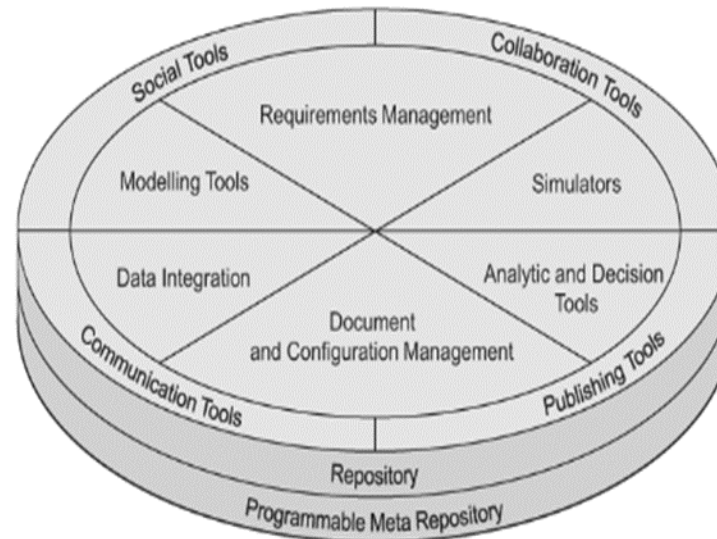 Social Tools
Collaboration Tools
Requirements Management
Modelling Tools
Simulators
Data Integration
Analytic and Decision
Tools
Document
and Configuration Management
Communication Tools
Publishing Tools
Repository
Programmable Meta Repository